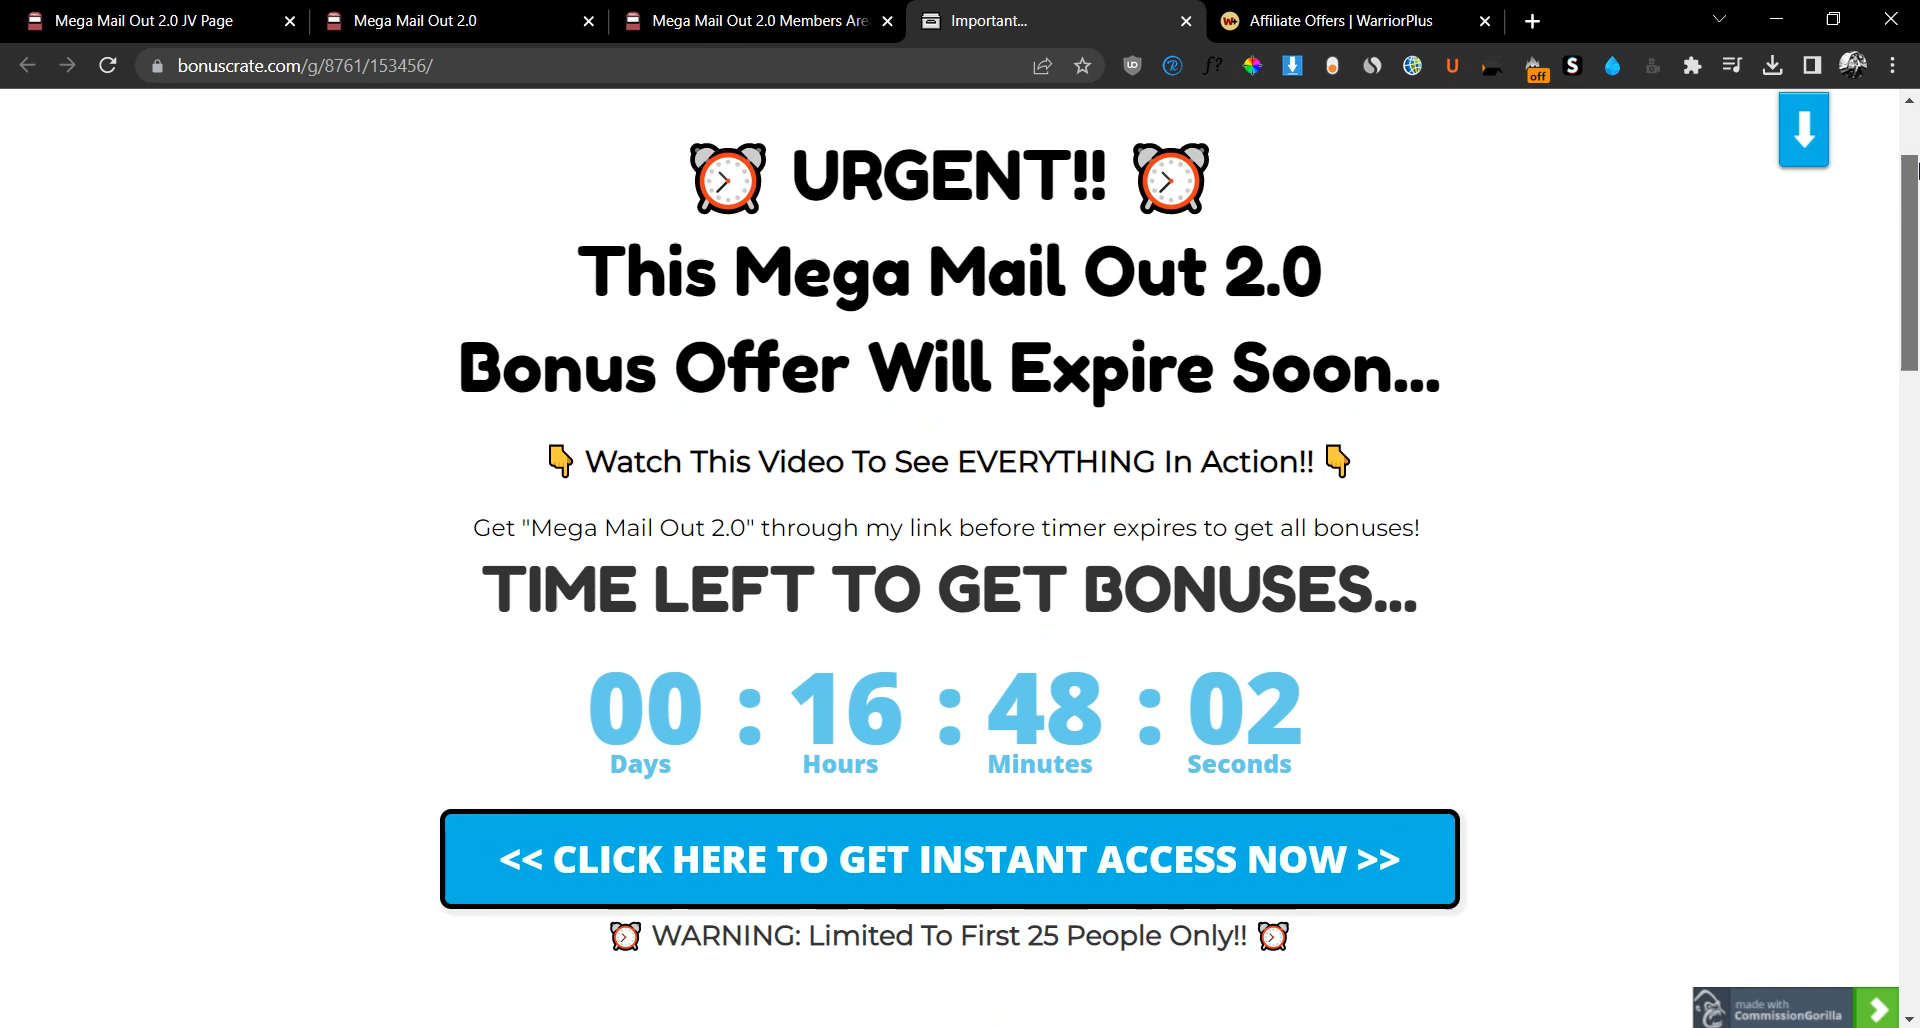 Mega Mail Out 2.0 JV Page
Mega Mail Out 2.0
Mega Mail Out 2.0 Members Are
Important...
Affiliate Offers | WarriorPlus
bonuscrate.com/g/8761/153456/
off
URGENT!!
This Mega Mail Out 2.0
Bonus Offer Will Expire Soon...
Watch This Video To See EVERYTHING In Action!!
Get "Mega Mail Out 2.0" through my link before timer expires to get all bonuses!
TIME LEFT TO GET BONUSES...
00 : 16 : 48 : 02
Days Hours Minutes Seconds
<< CLICK HERE TO GET INSTANT ACCESS NOW >>
WARNING: Limited To First 25 People Only!!
made with
CommissionGorilla